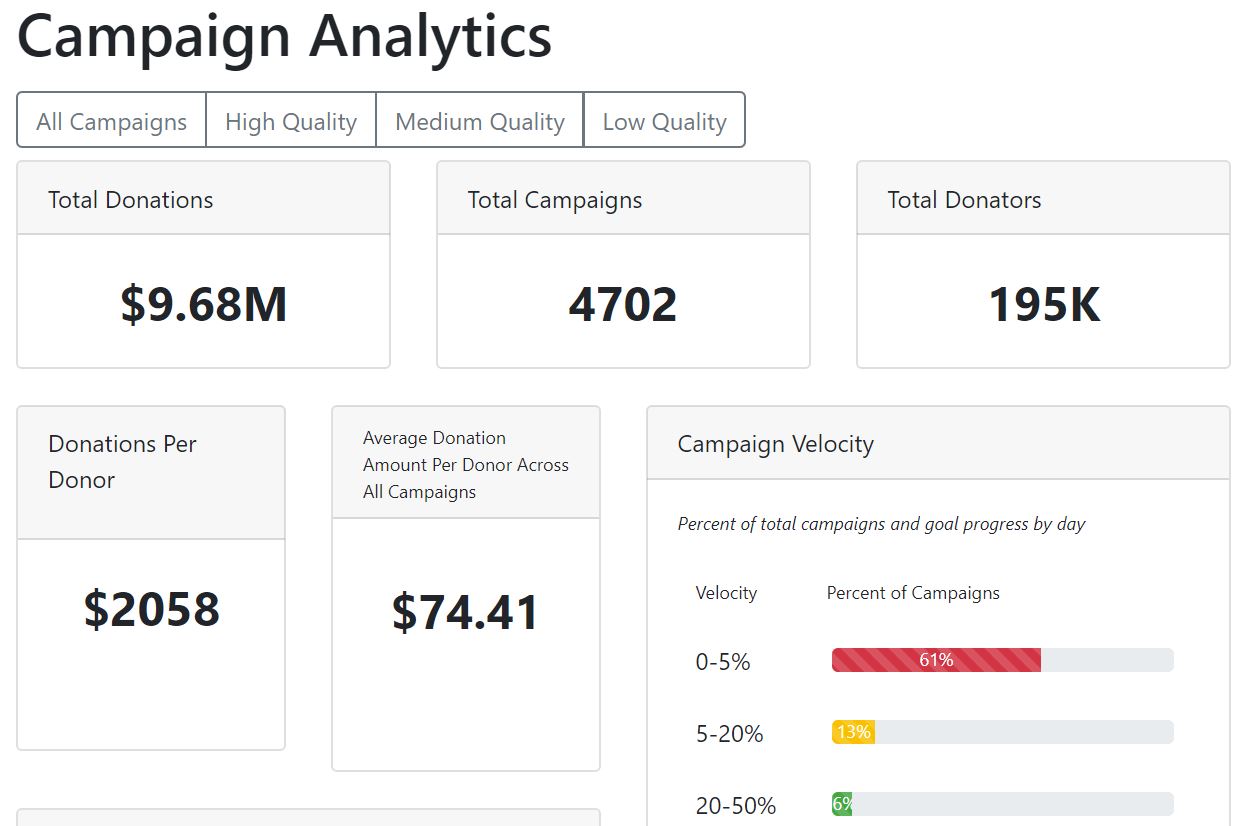 Campaign Analytics
All Campaigns
High Quality
Medium Quality
Low Quality
Total Donations
$9.68M
Total Campaigns
4702
Total Donators
195K
Donations Per
Donor
$2058
Average Donation
Amount Per Donor Across
All Campaigns
$74.41
Campaign Velocity
Percent of total campaigns and goal progress by day
Velocity
Percent of Campaigns
0-5%
61%
5-20%
13%
20-50%
6%